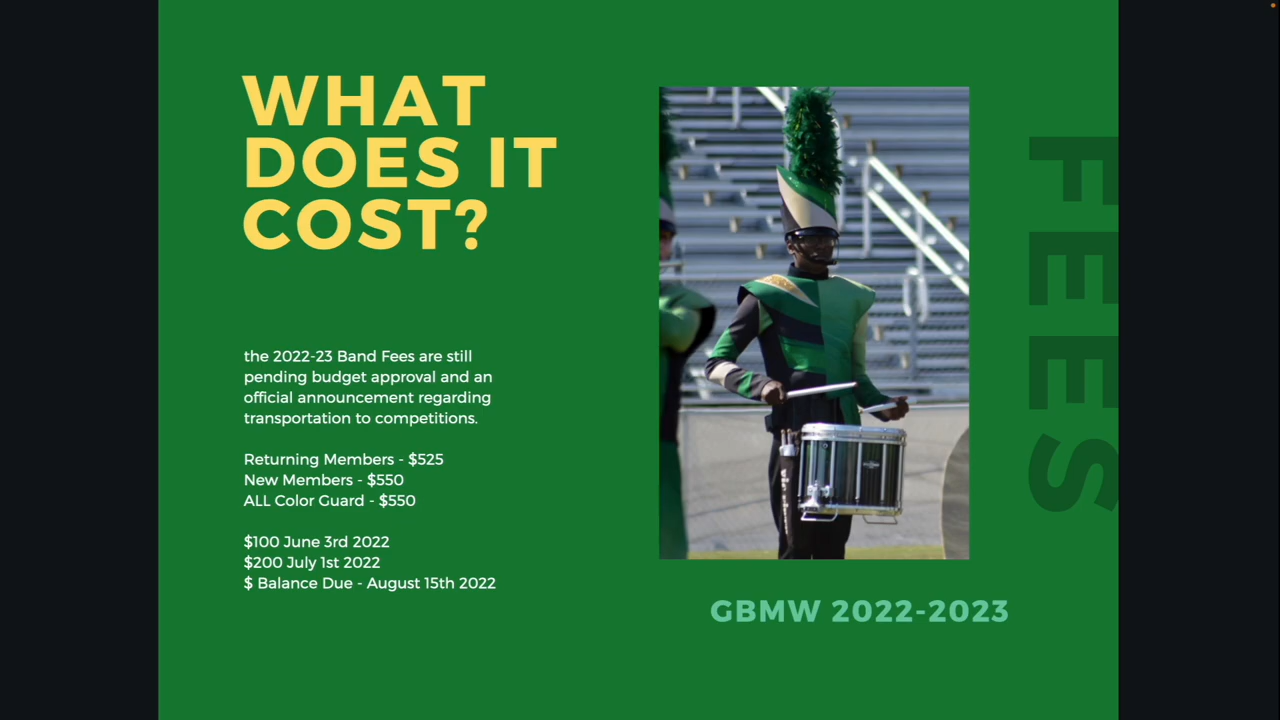 WHAT
DOES IT
COST?
the 2022-23 Band Fees are still
pending budget approval and an
official announcement regarding
transportation to competitions.
Returning Members - $525
New Members - $550
ALL Color Guard - $550
$100 June 3rd 2022
$200 July 1st 2022
$ Balance Due - August 15th 2022
FEES
GBMW 2022-2023